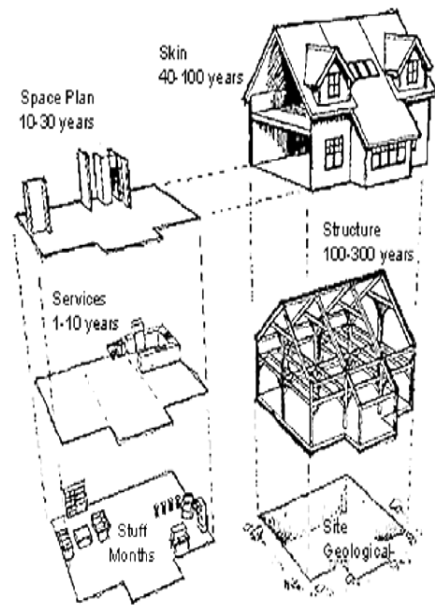 Skin
40-100 years
Space Plan
10-30 years
Structure
100-300 years
Services
1-10 years
Stuff
Months
Site
Geological